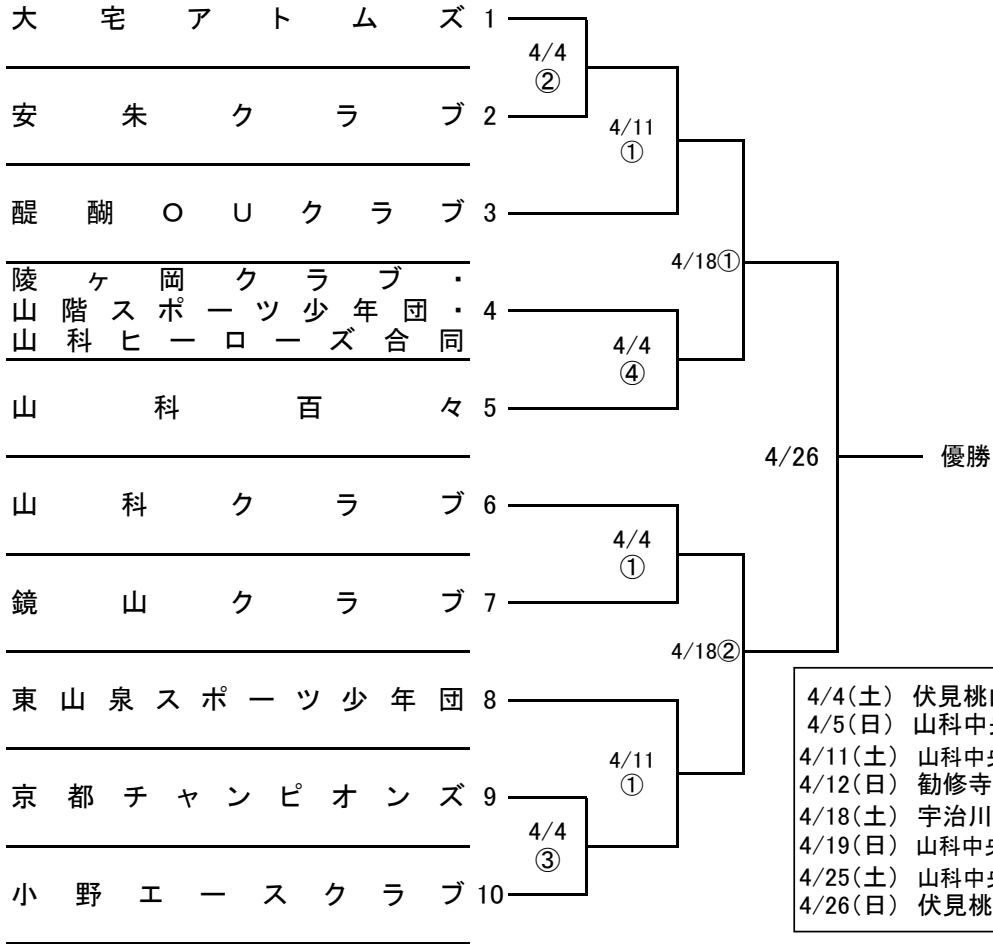 大宅アトムズ 1
4/4
②
安朱クラブ 2
4/11
①
醍醐OUクラブ 3
4/18①
陵ヶ岡クラブ・
山階スポーツ少年団・ 4
山科ヒーローズ合同
4/4
④
山科百々 5
4/26 優勝
山科クラブ 6
4/4
①
鏡山クラブ 7
4/18②
東山泉スポーツ少年団 8
4/11
①
京都チャンピオンズ 9
4/4
③
小野エースクラブ 10
4/4(土) 伏見桃
4/5(日) 山科中
4/11(土) 山科中
4/12(日) 勧修寺
4/18(土) 宇治川
4/19(日) 山科中
4/25(土) 山科中
4/26(日) 伏見桃